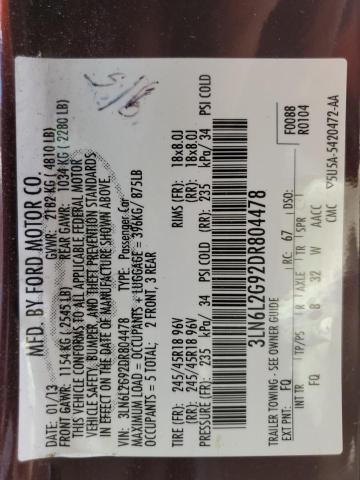 MFD. BY FORD MOTOR CO.
DATE: 01/13 GVWR: 2182 KG ( 4810 LB)
FRONT GAWR: 1154 KG ( 2545 LB) REAR GAWR: 1034 KG ( 2280 LB)
THIS VEHICLE CONFORMS TO ALL APPLICABLE FEDERAL MOTOR
VEHICLE SAFETY, BUMPER, AND THEFT PREVENTION STANDARDS
IN EFFECT ON THE DATE OF MANUFACTURE SHOWN ABOVE.
VIN: 3LN6L2G92DR804478 TYPE: Passenger Car
MAXIMUM LOAD = OCCUPANTS + LUGGAGE = 396KG / 875LB
OCCUPANTS = 5 TOTAL: 2 FRONT, 3 REAR
TIRE (FR): 245/45R18 96V RIMS (FR): 18x8.0J
TIRE (RR): 245/45R18 96V (RR): 18x8.0J
PRESSURE (FR): 235 kPa/ 34 PSI COLD (RR): 235 kPa/ 34 PSI COLD
3LN6L2G92DR804478
TRAILER TOWING - SEE OWNER GUIDE F0088
R0104
EXT PNT: FQ RC: 67 DSO:
INT TR TP/PS R AXLE TR SPR
FQ 8 32 W AACC
CMC 5U5A-5420472-AA